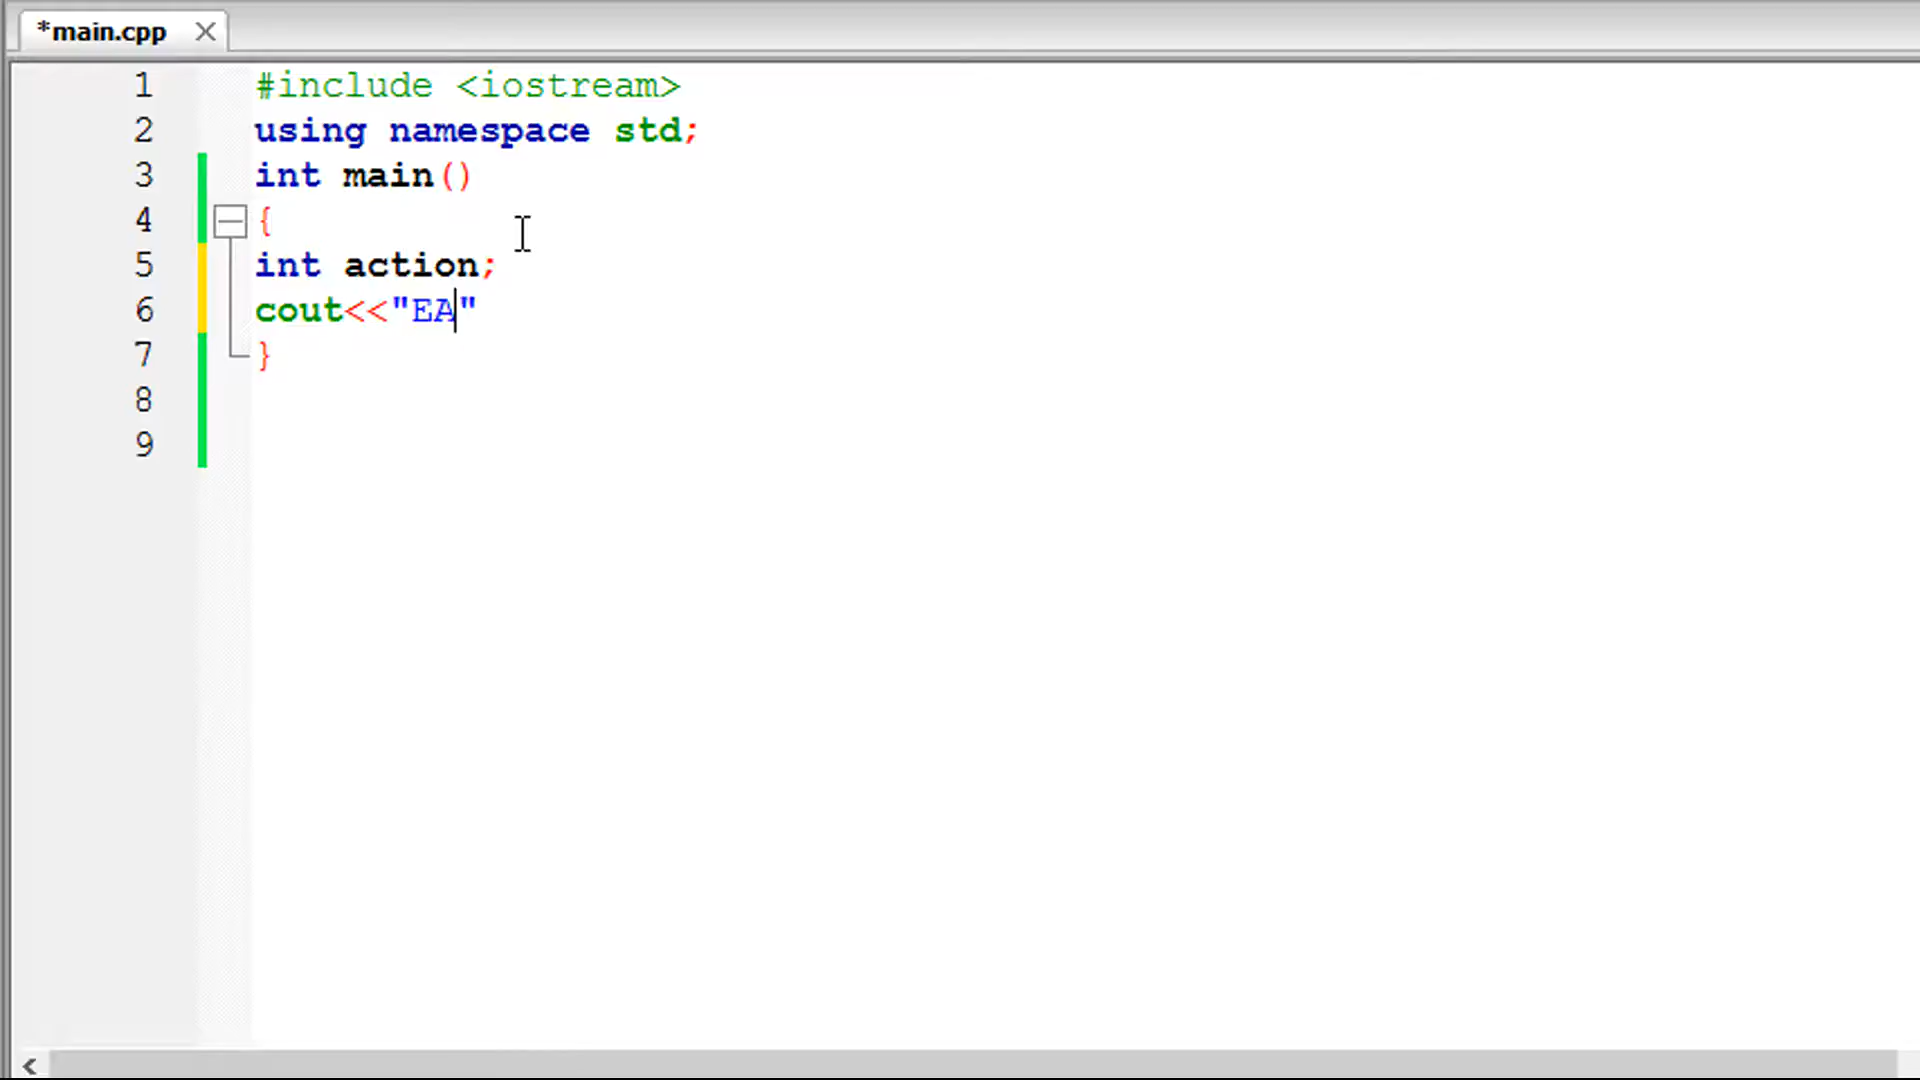 *main.cpp
1 #include <iostream>
2 using namespace std;
3 int main()
4 {
5 int action;
6 cout<<"EA"
7 }
8
9